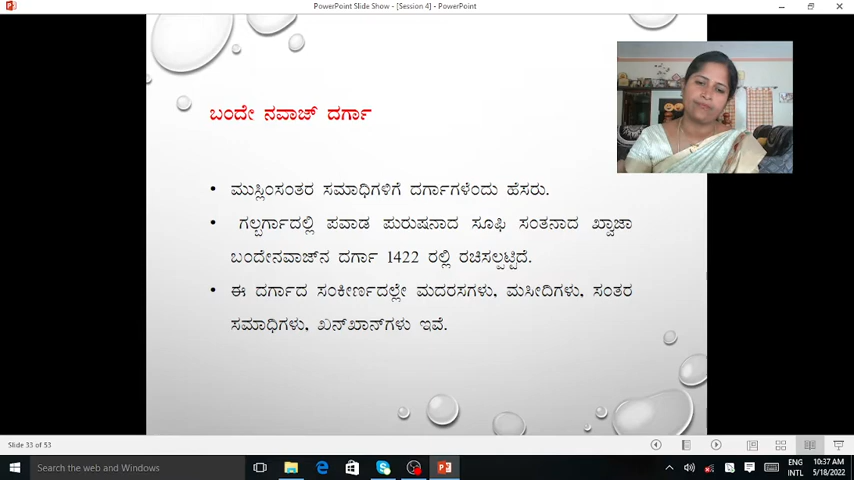 PowerPoint Slide Show - [Session 4] - PowerPoint
ಬಂದೇ ನವಾಜ್ ದರ್ಗಾ
• ಮುಸ್ಲಿಂಸಂತರ ಸಮಾಧಿಗಳಿಗೆ ದರ್ಗಾಗಳೆಂದು ಹೆಸರು.
• ಗಲ್ಬರ್ಗಾದಲ್ಲಿ ಪವಾಡ ಪುರುಷನಾದ ಸೂಫಿ ಸಂತನಾದ ಖ್ವಾಜಾ
ಬಂದೇನವಾಜ್‌ನ ದರ್ಗಾ 1422 ರಲ್ಲಿ ರಚಿಸಲ್ಪಟ್ಟಿದೆ.
• ಈ ದರ್ಗಾದ ಸಂಕೀರ್ಣದಲ್ಲೇ ಮದರಸಗಳು, ಮಸೀದಿಗಳು, ಸಂತರ
ಸಮಾಧಿಗಳು, ಖನ್‌ಖಾನ್‌ಗಳು ಇವೆ.
Slide 33 of 53
Search the web and Windows
ENG 10:37 AM
INTL 5/18/2022